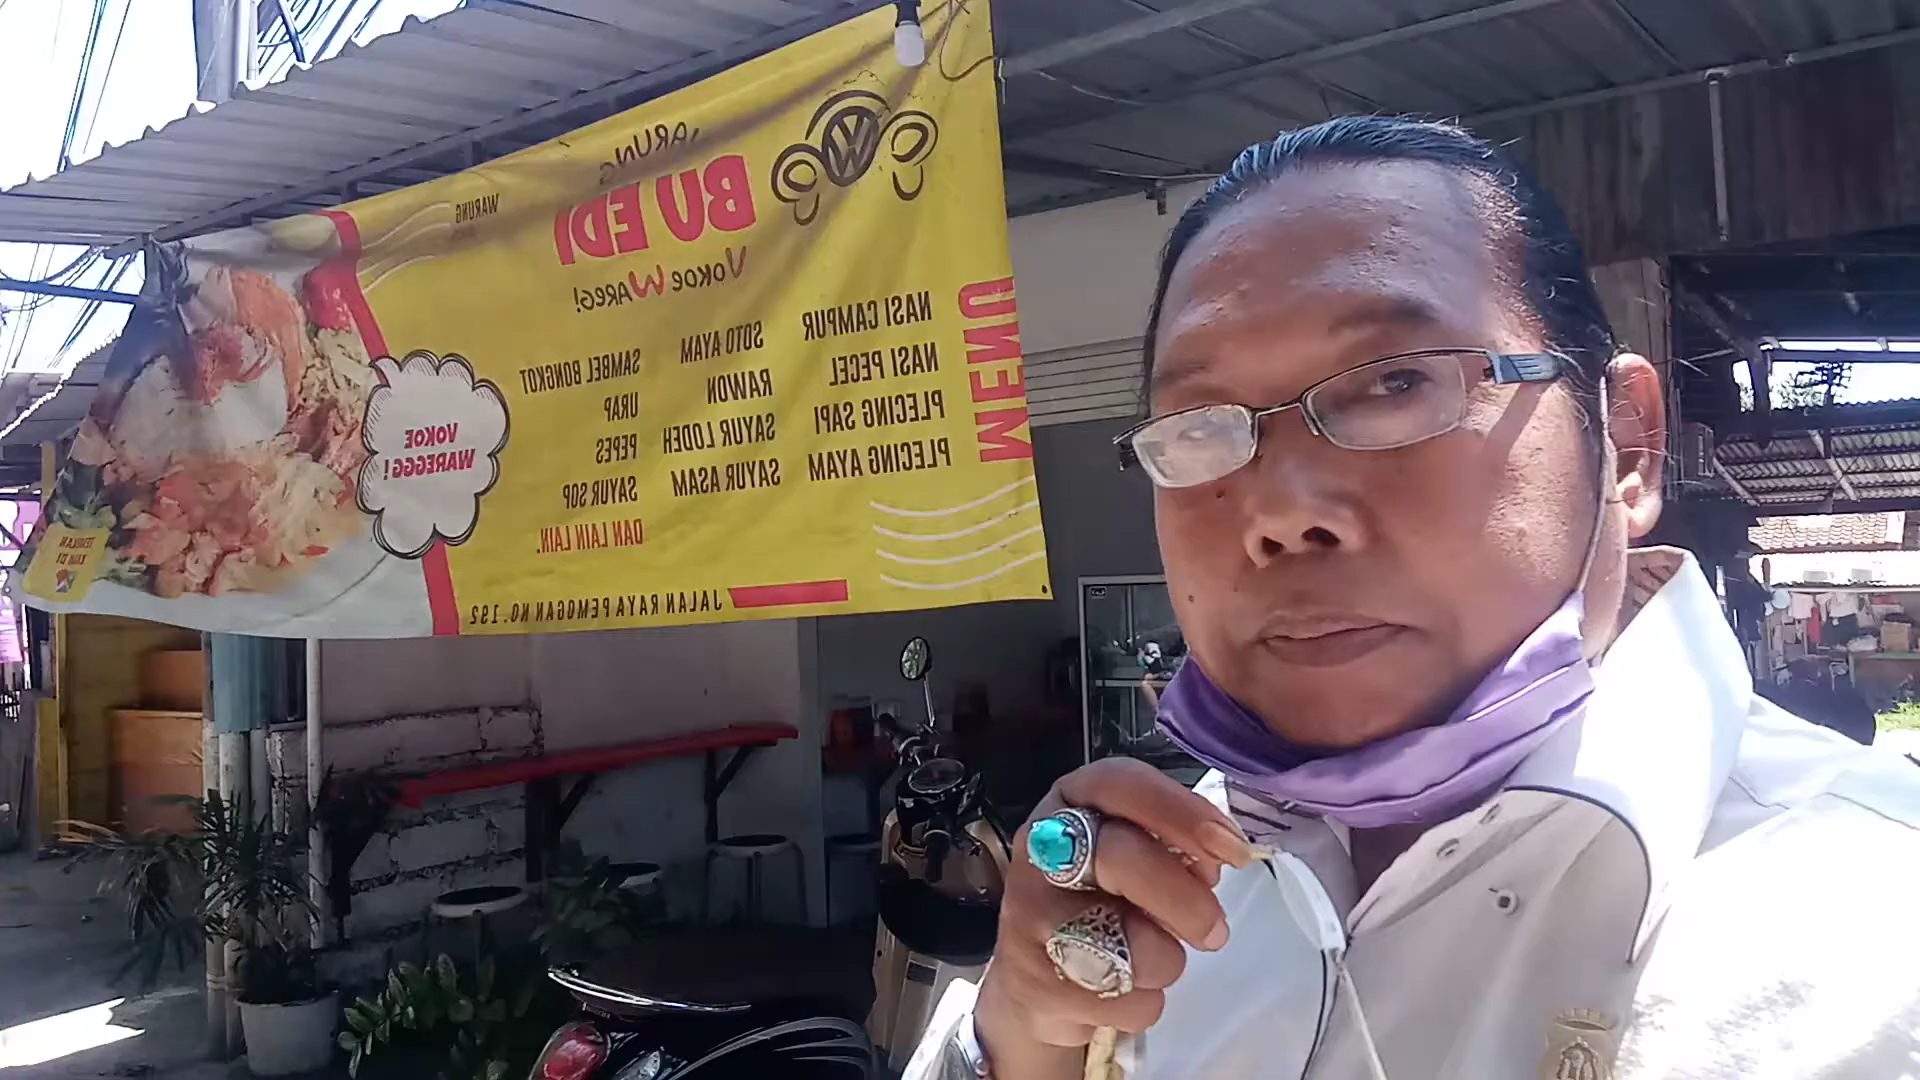 WARUNG
BU EDI
VOKOE WAREG!
WARUNG
MENU
NASI CAMPUR
NASI PECEL
PLECING SAPI
PLECING AYAM
SOTO AYAM
RAWON
SAYUR LODEH
SAYUR ASAM
SAMBEL BONGKOT
URAP
PEPES
SAYUR SOP
DAN LAIN LAIN.
VOKOE
WAREGGG!
JALAN RAYA PEMOGAN NO.192